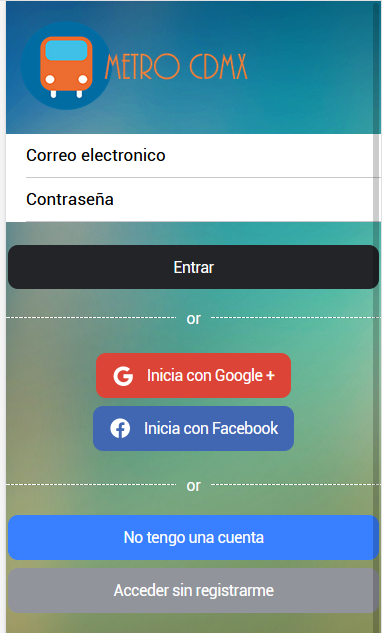 METRO CDMX
Correo electronico
Contraseña
Entrar
or
Inicia con Google +
Inicia con Facebook
or
No tengo una cuenta
Acceder sin registrarme